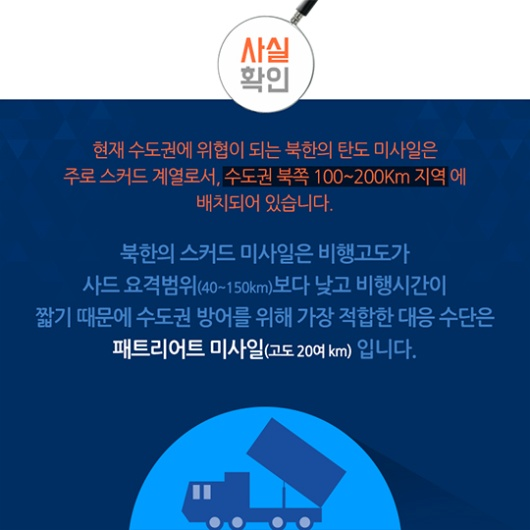 사실
확인
현재 수도권에 위협이 되는 북한의 탄도 미사일은
주로 스커드 계열로서, 수도권 북쪽 100~200Km 지역 에
배치되어 있습니다.
북한의 스커드 미사일은 비행고도가
사드 요격범위(40~150km)보다 낮고 비행시간이
짧기 때문에 수도권 방어를 위해 가장 적합한 대응 수단은
패트리어트 미사일(고도 20여 km) 입니다.